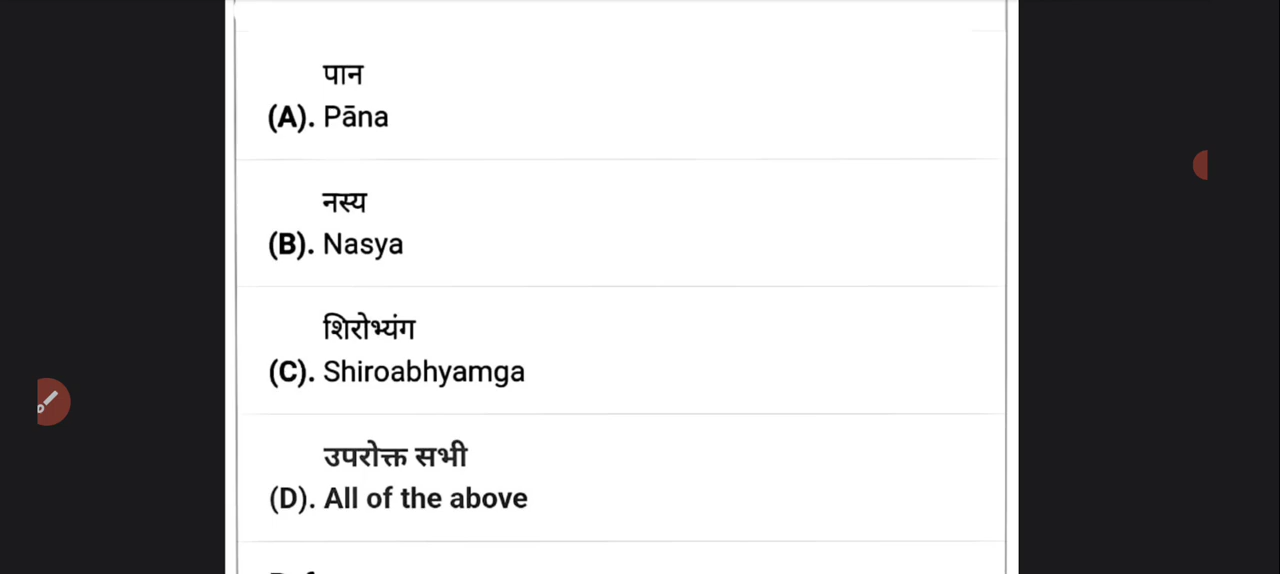 पान
(A). Pāna
नस्य
(B). Nasya
शिरोभ्यंग
(C). Shiroabhyamga
उपरोक्त सभी
(D). All of the above